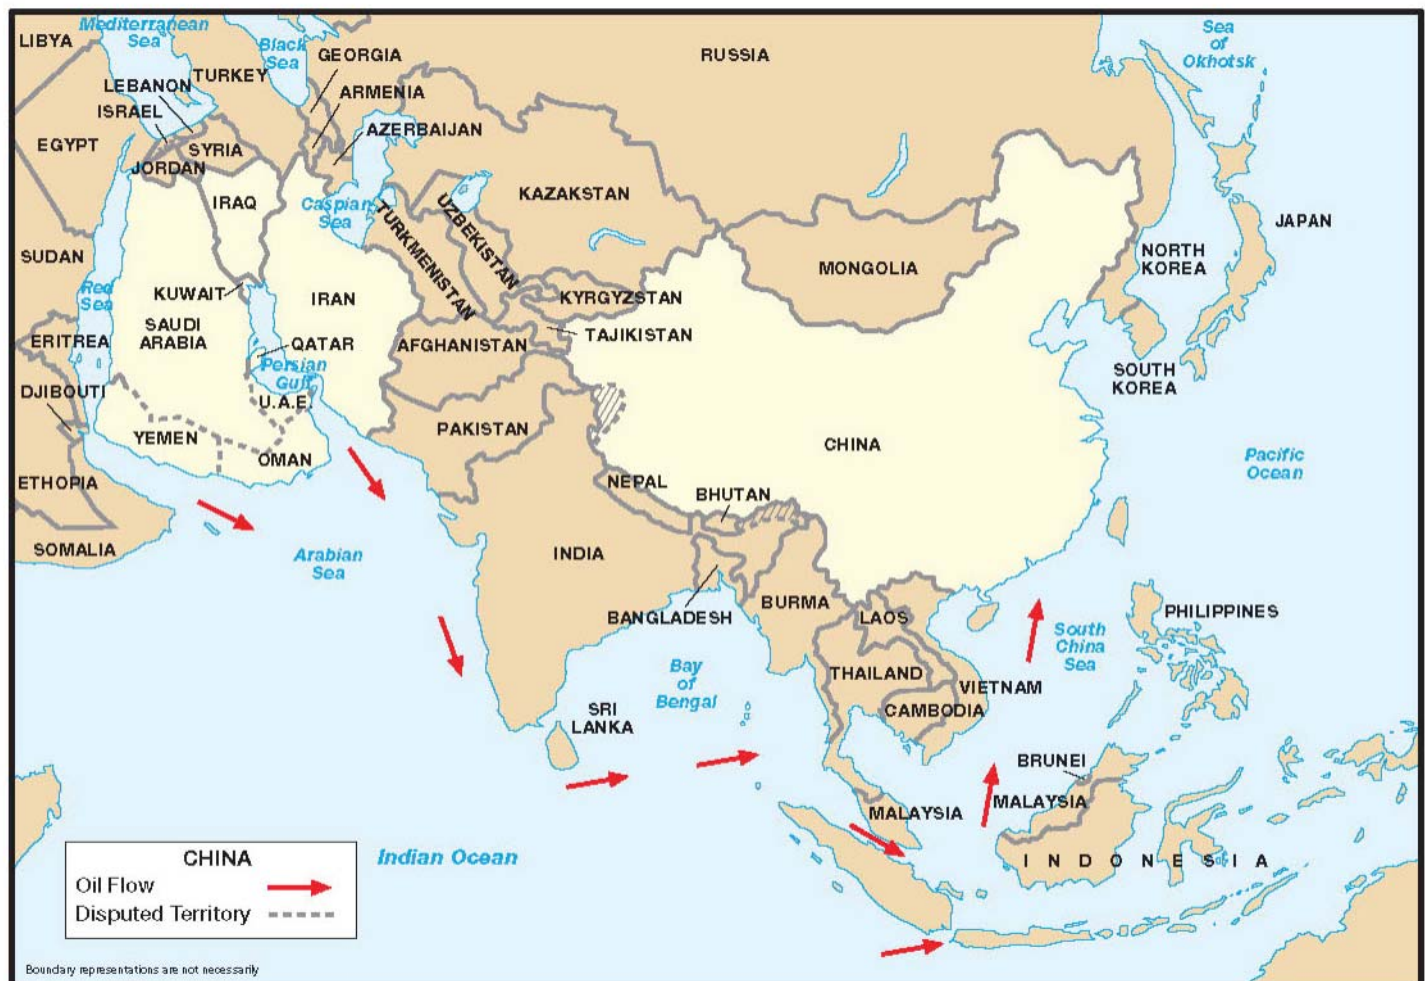 Mediterranean
Sea
LIBYA
Black
Sea
GEORGIA
RUSSIA
Sea
of
Okhotsk
TURKEY
LEBANON
ARMENIA
ISRAEL
AZERBAIJAN
EGYPT
SYRIA
JORDAN
IRAQ
Caspian
Sea
TURKMENISTAN
UZBEKISTAN
KAZAKSTAN
JAPAN
SUDAN
MONGOLIA
NORTH
KOREA
Red
Sea
KUWAIT
IRAN
KYRGYZSTAN
SAUDI
ARABIA
TAJIKISTAN
ERITREA
QATAR
AFGHANISTAN
Persian
Gulf
SOUTH
KOREA
DJIBOUTI
U.A.E.
YEMEN
PAKISTAN
CHINA
OMAN
Pacific
Ocean
ETHIOPIA
NEPAL
BHUTAN
SOMALIA
Arabian
Sea
INDIA
BANGLADESH
BURMA
LAOS
PHILIPPINES
South
China
Sea
Bay
of
Bengal
THAILAND
VIETNAM
CAMBODIA
SRI
LANKA
BRUNEI
MALAYSIA
MALAYSIA
INDONESIA
Indian Ocean
CHINA
Oil Flow
Disputed Territory
Boundary representations are not necessarily